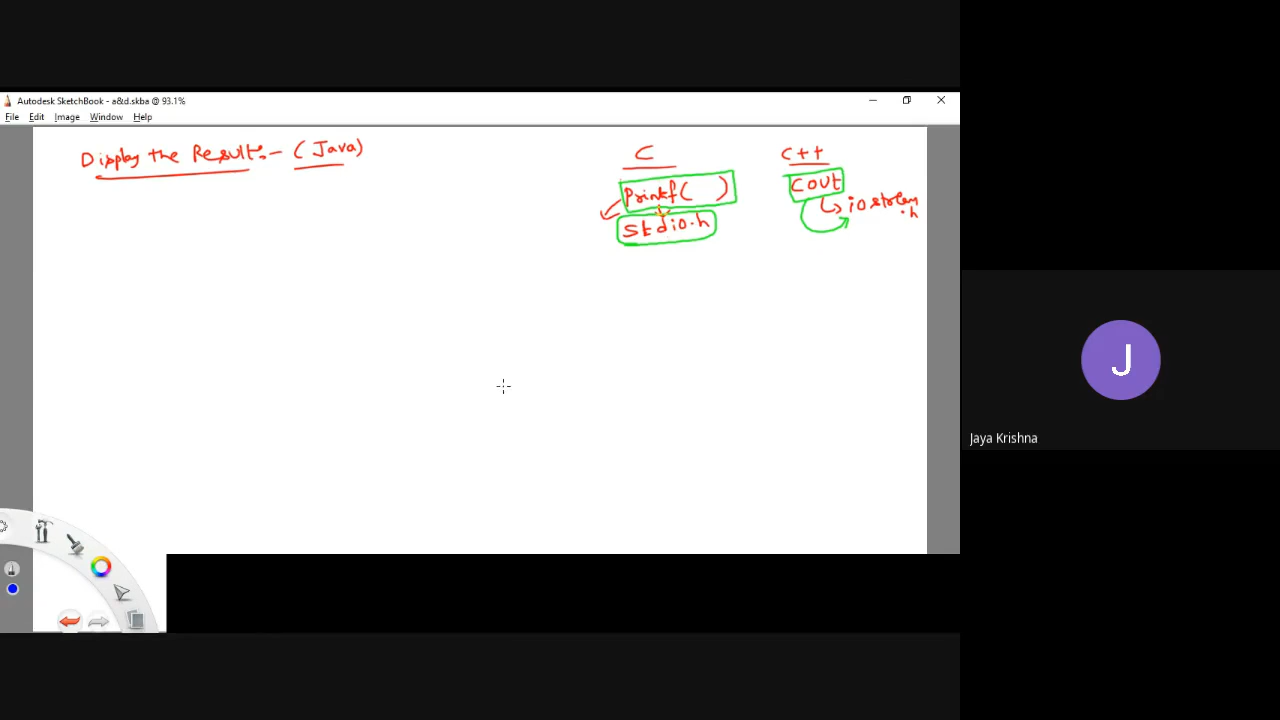 Autodesk SketchBook - a&d.skba @ 93.1%
File Edit Image Window Help
Display the Results:- (Java)
C
Printf( )
stdio.h
C++
cout
iostream
.h
J
Jaya Krishna